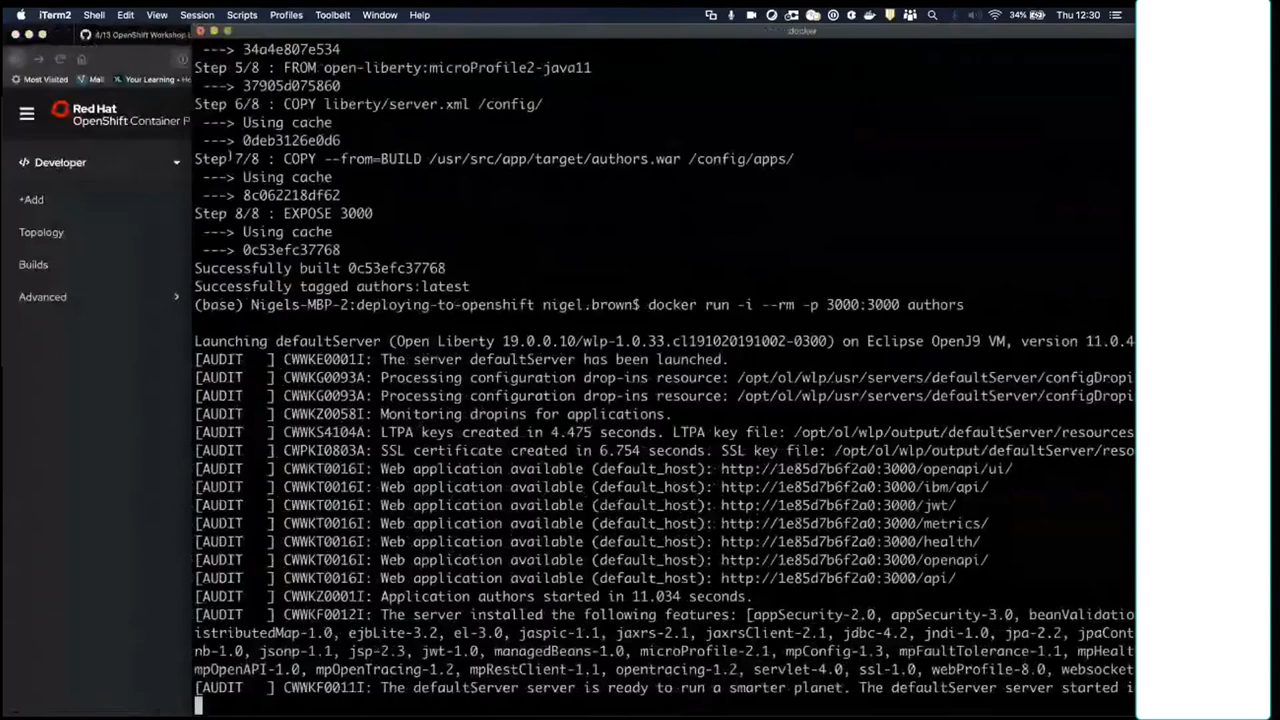 iTerm2 Shell Edit View Session Scripts Profiles Toolbelt Window Help 34% Thu 12:30
docker
4/13 OpenShift Workshop
Most Visited Mail Your Learning
Red Hat
OpenShift Container P
Developer
+Add
Topology
Builds
Advanced
---> 34a4e807e534
Step 5/8 : FROM open-liberty:microProfile2-java11
---> 37905d075860
Step 6/8 : COPY liberty/server.xml /config/
---> Using cache
---> 0deb3126e0d6
Step 7/8 : COPY --from=BUILD /usr/src/app/target/authors.war /config/apps/
---> Using cache
---> 8c062218df62
Step 8/8 : EXPOSE 3000
---> Using cache
---> 0c53efc37768
Successfully built 0c53efc37768
Successfully tagged authors:latest
(base) Nigels-MBP-2:deploying-to-openshift nigel.brown$ docker run -i --rm -p 3000:3000 authors
Launching defaultServer (Open Liberty 19.0.0.10/wlp-1.0.33.cl191020191002-0300) on Eclipse OpenJ9 VM, version 11.0.4
[AUDIT ] CWWKE0001I: The server defaultServer has been launched.
[AUDIT ] CWWKG0093A: Processing configuration drop-ins resource: /opt/ol/wlp/usr/servers/defaultServer/configDropi
[AUDIT ] CWWKG0093A: Processing configuration drop-ins resource: /opt/ol/wlp/usr/servers/defaultServer/configDropi
[AUDIT ] CWWKZ0058I: Monitoring dropins for applications.
[AUDIT ] CWWKS4104A: LTPA keys created in 4.475 seconds. LTPA key file: /opt/ol/wlp/output/defaultServer/resources
[AUDIT ] CWPKI0803A: SSL certificate created in 6.754 seconds. SSL key file: /opt/ol/wlp/output/defaultServer/reso
[AUDIT ] CWWKT0016I: Web application available (default_host): http://1e85d7b6f2a0:3000/openapi/ui/
[AUDIT ] CWWKT0016I: Web application available (default_host): http://1e85d7b6f2a0:3000/ibm/api/
[AUDIT ] CWWKT0016I: Web application available (default_host): http://1e85d7b6f2a0:3000/jwt/
[AUDIT ] CWWKT0016I: Web application available (default_host): http://1e85d7b6f2a0:3000/metrics/
[AUDIT ] CWWKT0016I: Web application available (default_host): http://1e85d7b6f2a0:3000/health/
[AUDIT ] CWWKT0016I: Web application available (default_host): http://1e85d7b6f2a0:3000/openapi/
[AUDIT ] CWWKT0016I: Web application available (default_host): http://1e85d7b6f2a0:3000/api/
[AUDIT ] CWWKZ0001I: Application authors started in 11.034 seconds.
[AUDIT ] CWWKF0012I: The server installed the following features: [appSecurity-2.0, appSecurity-3.0, beanValidatio
istributedMap-1.0, ejbLite-3.2, el-3.0, jaspic-1.1, jaxrs-2.1, jaxrsClient-2.1, jdbc-4.2, jndi-1.0, jpa-2.2, jpaCont
nb-1.0, jsonp-1.1, jsp-2.3, jwt-1.0, managedBeans-1.0, microProfile-2.1, mpConfig-1.3, mpFaultTolerance-1.1, mpHealt
mpOpenAPI-1.0, mpOpenTracing-1.2, mpRestClient-1.1, opentracing-1.2, servlet-4.0, ssl-1.0, webProfile-8.0, websocket
[AUDIT ] CWWKF0011I: The defaultServer server is ready to run a smarter planet. The defaultServer server started i